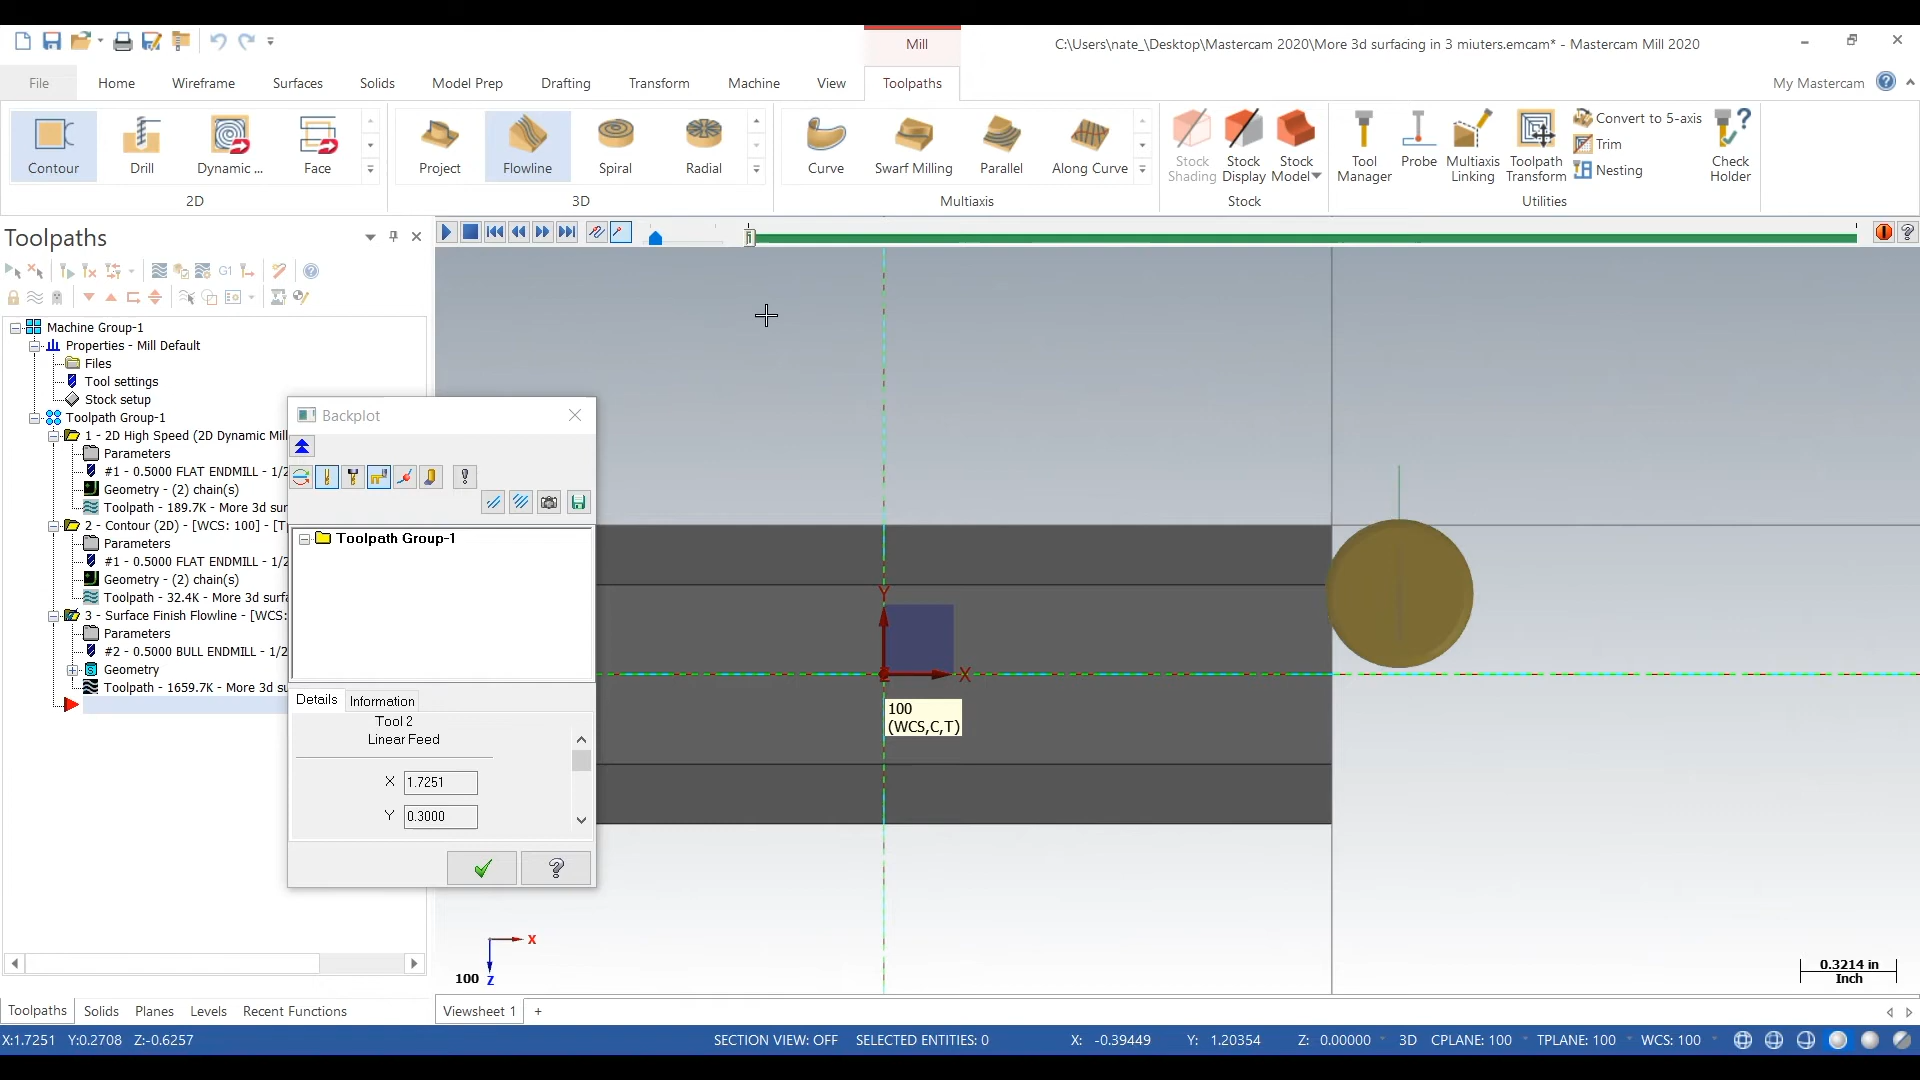 Mill
C:\Users\nate_\Desktop\Mastercam 2020\More 3d surfacing in 3 miuters.emcam* - Mastercam Mill 2020
File Home Wireframe Surfaces Solids Model Prep Drafting Transform Machine View Toolpaths
My Mastercam
Contour Drill Dynamic ... Face
2D
Project Flowline Spiral Radial
3D
Curve Swarf Milling Parallel Along Curve
Multiaxis
Stock Shading
Stock Display
Stock Model
Stock
Tool Manager
Probe
Multiaxis Linking
Toolpath Transform
Convert to 5-axis
Trim
Nesting
Check Holder
Utilities
Toolpaths
G1
Machine Group-1
Properties - Mill Default
Files
Tool settings
Stock setup
Toolpath Group-1
1 - 2D High Speed (2D Dynamic Mill
Parameters
#1 - 0.5000 FLAT ENDMILL - 1/2
Geometry - (2) chain(s)
Toolpath - 189.7K - More 3d sur
2 - Contour (2D) - [WCS: 100] - [T
Parameters
#1 - 0.5000 FLAT ENDMILL - 1/2
Geometry - (2) chain(s)
Toolpath - 32.4K - More 3d surf
3 - Surface Finish Flowline - [WCS:
Parameters
#2 - 0.5000 BULL ENDMILL - 1/2
Geometry
Toolpath - 1659.7K - More 3d su
Backplot
Toolpath Group-1
Details Information
Tool 2
Linear Feed
X 1.7251
Y 0.3000
Y
X
100
(WCS,C,T)
X
100 Z
0.3214 in
Inch
Toolpaths Solids Planes Levels Recent Functions
Viewsheet 1 +
X:1.7251 Y:0.2708 Z:-0.6257 SECTION VIEW: OFF SELECTED ENTITIES: 0 X: -0.39449 Y: 1.20354 Z: 0.00000 3D CPLANE: 100 TPLANE: 100 WCS: 100